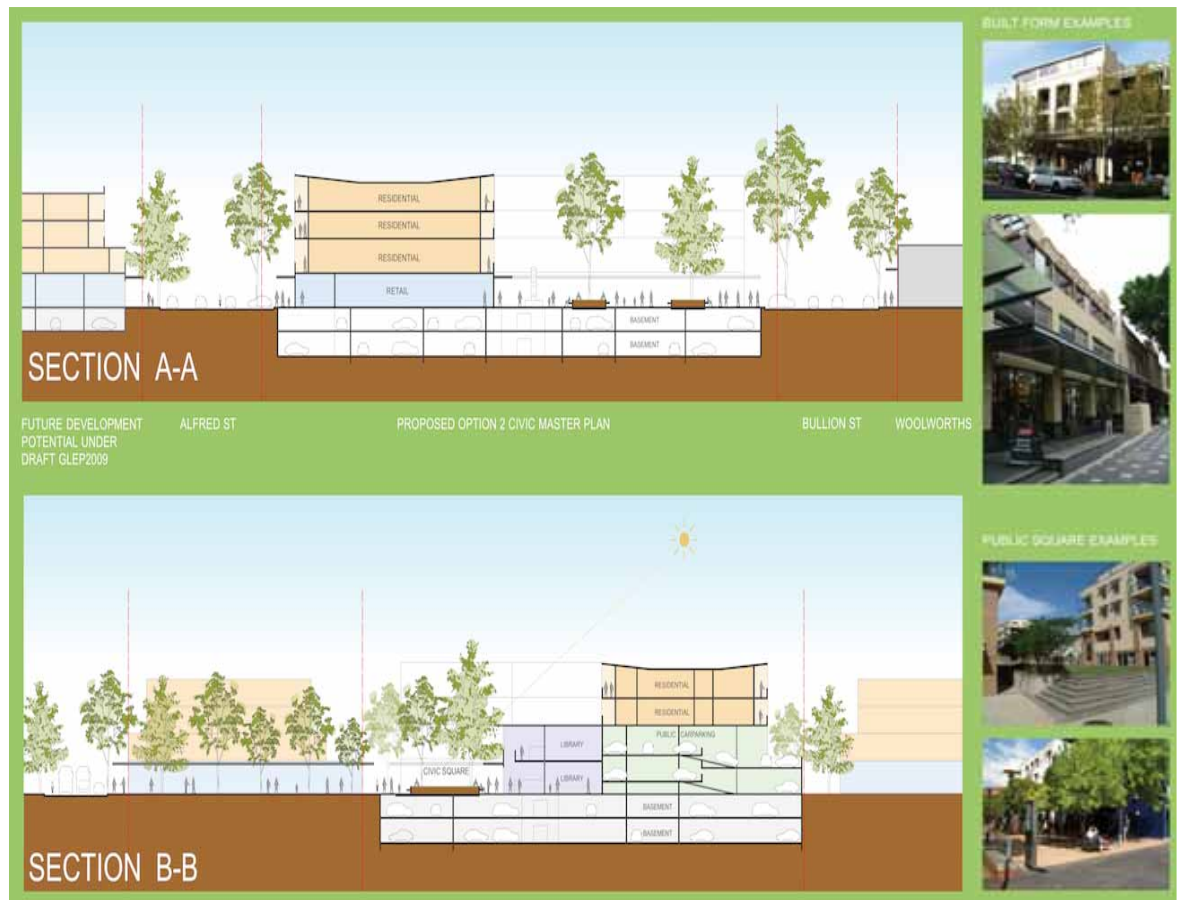 BUILT FORM EXAMPLES
RESIDENTIAL
RESIDENTIAL
RESIDENTIAL
RETAIL
BASEMENT
BASEMENT
SECTION A-A
FUTURE DEVELOPMENT
POTENTIAL UNDER
DRAFT GLEP2009
ALFRED ST
PROPOSED OPTION 2 CIVIC MASTER PLAN
BULLION ST
WOOLWORTHS
PUBLIC SQUARE EXAMPLES
RESIDENTIAL
RESIDENTIAL
PUBLIC CARPARKING
LIBRARY
LIBRARY
CIVIC SQUARE
BASEMENT
BASEMENT
SECTION B-B